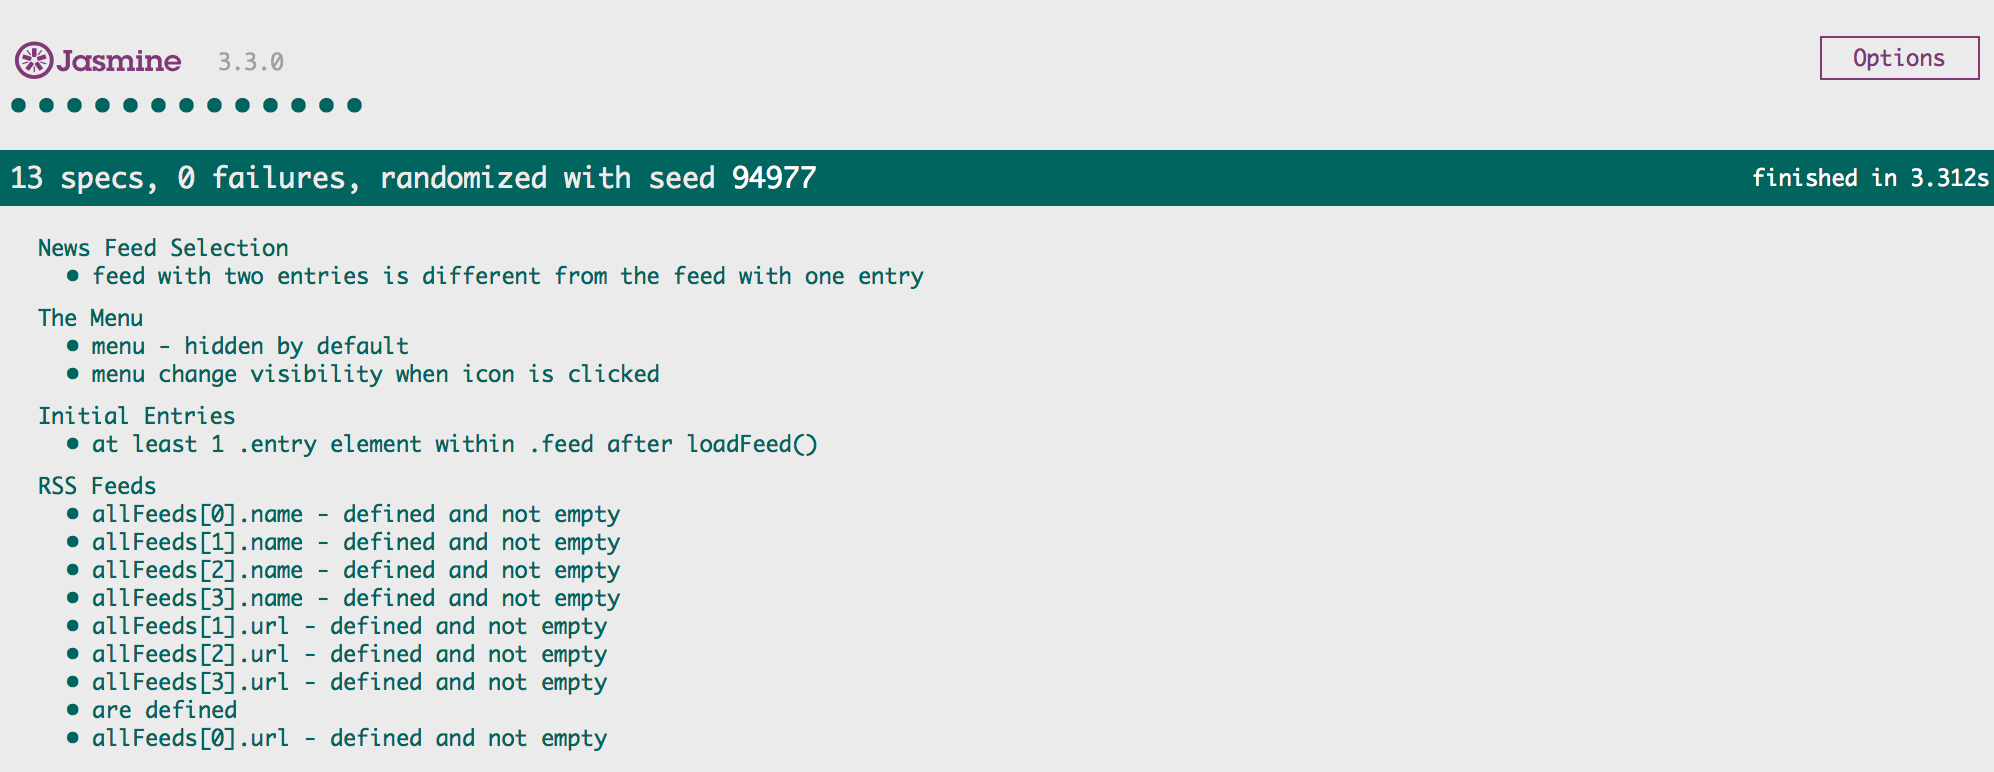 Jasmine 3.3.0
Options
13 specs, 0 failures, randomized with seed 94977
finished in 3.312s
News Feed Selection
• feed with two entries is different from the feed with one entry
The Menu
• menu - hidden by default
• menu change visibility when icon is clicked
Initial Entries
• at least 1 .entry element within .feed after loadFeed()
RSS Feeds
• allFeeds[0].name - defined and not empty
• allFeeds[1].name - defined and not empty
• allFeeds[2].name - defined and not empty
• allFeeds[3].name - defined and not empty
• allFeeds[1].url - defined and not empty
• allFeeds[2].url - defined and not empty
• allFeeds[3].url - defined and not empty
• are defined
• allFeeds[0].url - defined and not empty